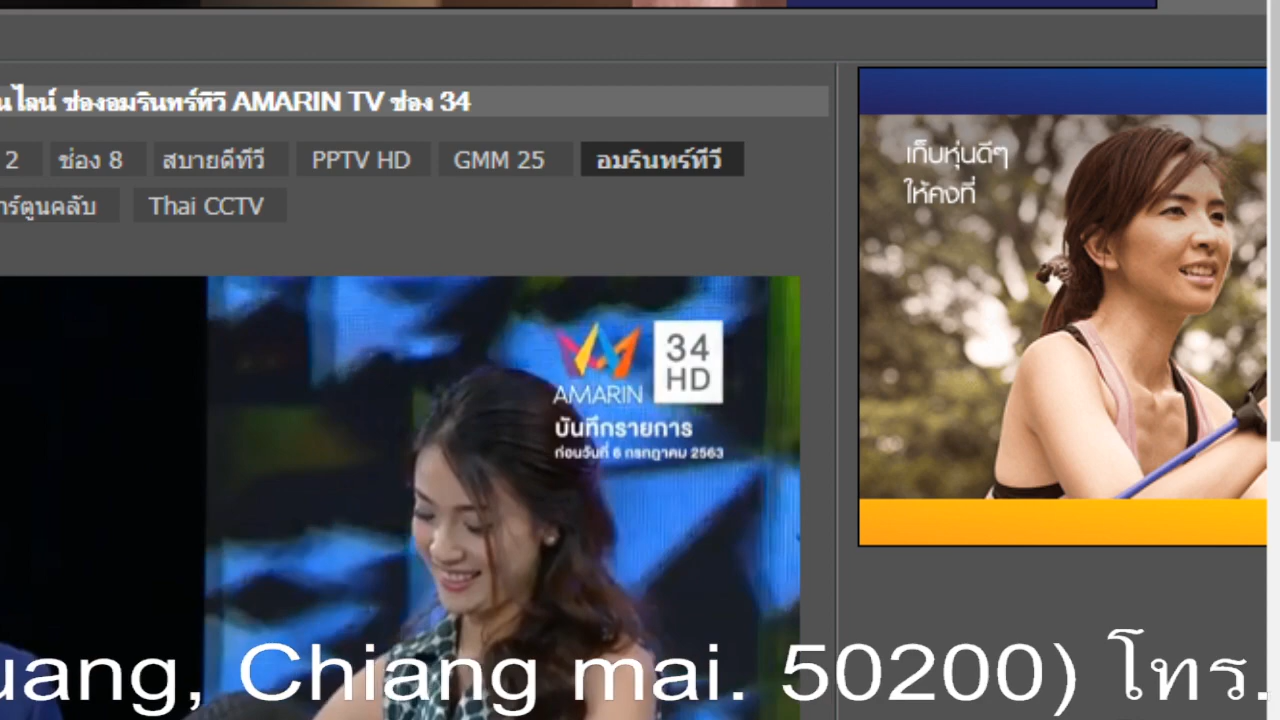 นไลน์ ช่องอมรินทร์ทีวี AMARIN TV ช่อง 34
2 ช่อง 8 สบายดีทีวี PPTV HD GMM 25 อมรินทร์ทีวี
าร์ตูนคลับ Thai CCTV
เก็บหุ่นดีๆ
ให้คงที่
34
HD
AMARIN
บันทึกรายการ
ก่อนวันที่ 6 กรกฎาคม 2563
uang, Chiang mai. 50200) โทร.